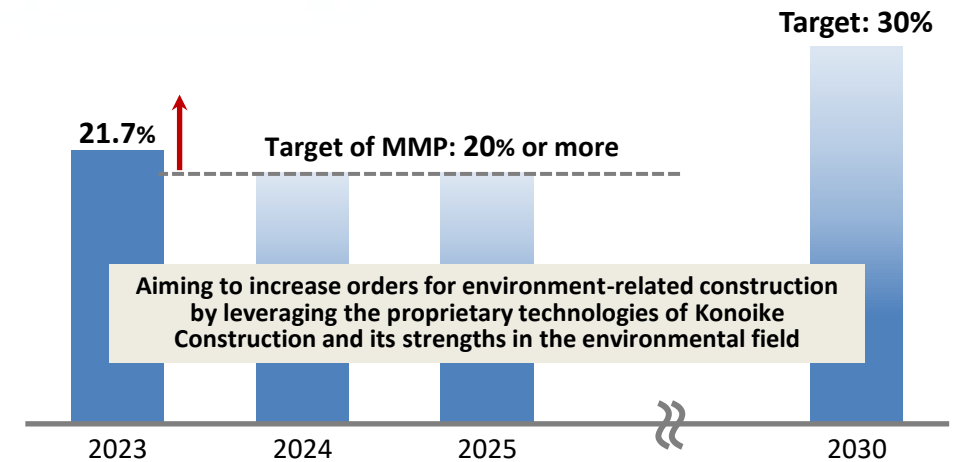 Target: 30%
21.7%
Target of MMP: 20% or more
Aiming to increase orders for environment-related construction
by leveraging the proprietary technologies of Konoike
Construction and its strengths in the environmental field
2023
2024
2025
2030